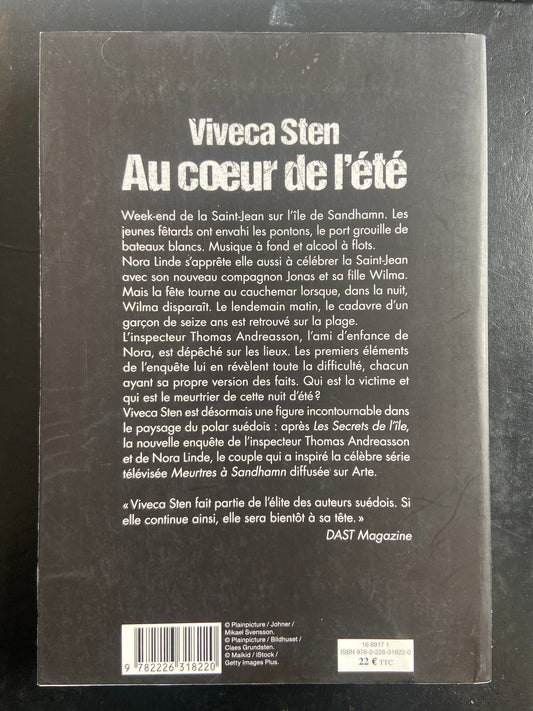 Viveca Sten
Au cœur de l'été
Week-end de la Saint-Jean sur l'île de Sandhamn. Les
jeunes fêtards ont envahi les pontons, le port grouille de
bateaux blancs. Musique à fond et alcool à flots.
Nora Linde s'apprête elle aussi à célébrer la Saint-Jean
avec son nouveau compagnon Jonas et sa fille Wilma.
Mais la fête tourne au cauchemar lorsque, dans la nuit,
Wilma disparaît. Le lendemain matin, le cadavre d'un
garçon de seize ans est retrouvé sur la plage.
L'inspecteur Thomas Andreasson, l'ami d'enfance de
Nora, est dépêché sur les lieux. Les premiers éléments
de l'enquête lui en révèlent toute la difficulté, chacun
ayant sa propre version des faits. Qui est la victime et
qui est le meurtrier de cette nuit d'été ?
Viveca Sten est désormais une figure incontournable dans
le paysage du polar suédois : après Les Secrets de l'île,
la nouvelle enquête de l'inspecteur Thomas Andreasson
et de Nora Linde, le couple qui a inspiré la célèbre série
télévisée Meurtres à Sandhamn diffusée sur Arte.
« Viveca Sten fait partie de l'élite des auteurs suédois. Si
elle continue ainsi, elle sera bientôt à sa tête. »
DAST Magazine
© Plainpicture / Johner /
Mikael Svensson.
© Plainpicture / Bildhuset /
Claes Grundsten.
© Maikid / iStock /
Getty Images Plus.
9 782226 318220
16 8917 1
ISBN 978-2-226-31822-0
22 € TTC